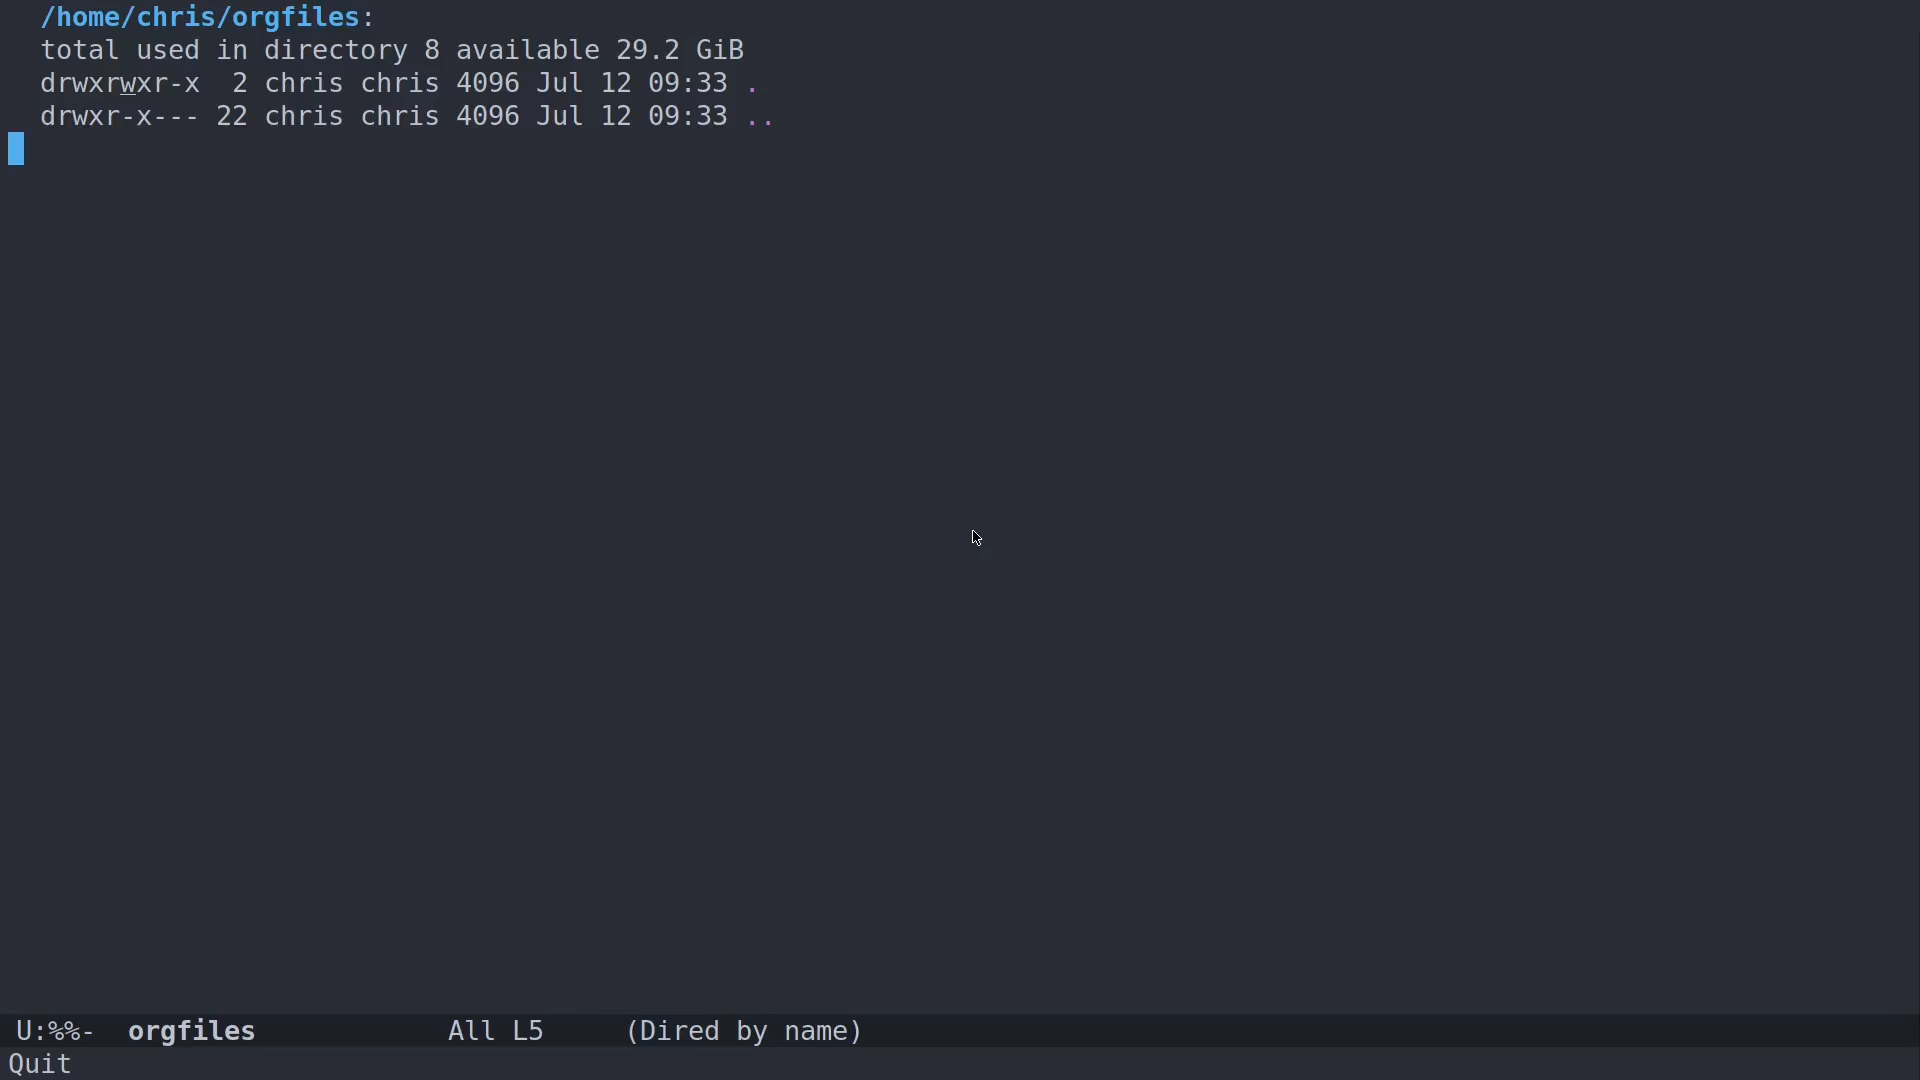 /home/chris/orgfiles:
total used in directory 8 available 29.2 GiB
drwxrwxr-x  2 chris chris 4096 Jul 12 09:33 .
drwxr-x--- 22 chris chris 4096 Jul 12 09:33 ..
U:%%-  orgfiles            All L5     (Dired by name)
Quit